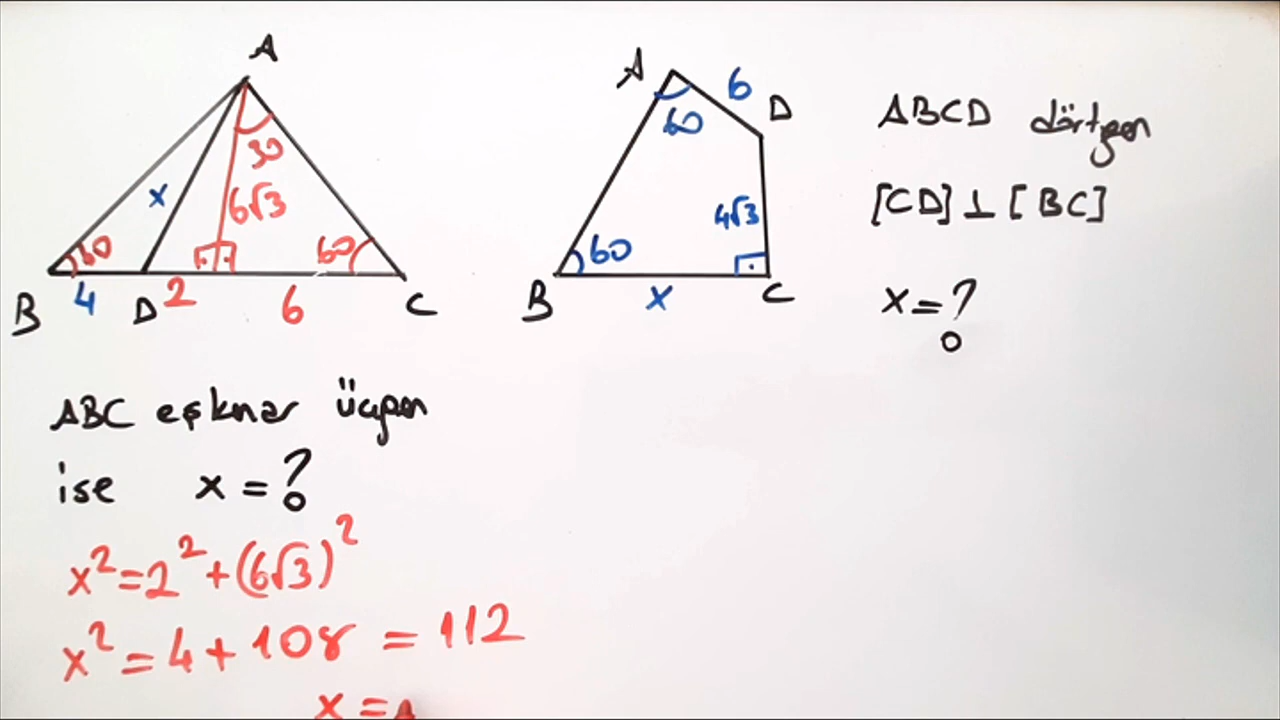 A
30
x
6√3
60
60
B
4
D
2
6
C
ABC eşkner üçgen
ise x = ?
x² = 2² + (6√3)²
x² = 4 + 108 = 112
x =
A
6
60
D
4√3
60
B
x
C
ABCD dörtgen
[CD] ⊥ [BC]
x = ?